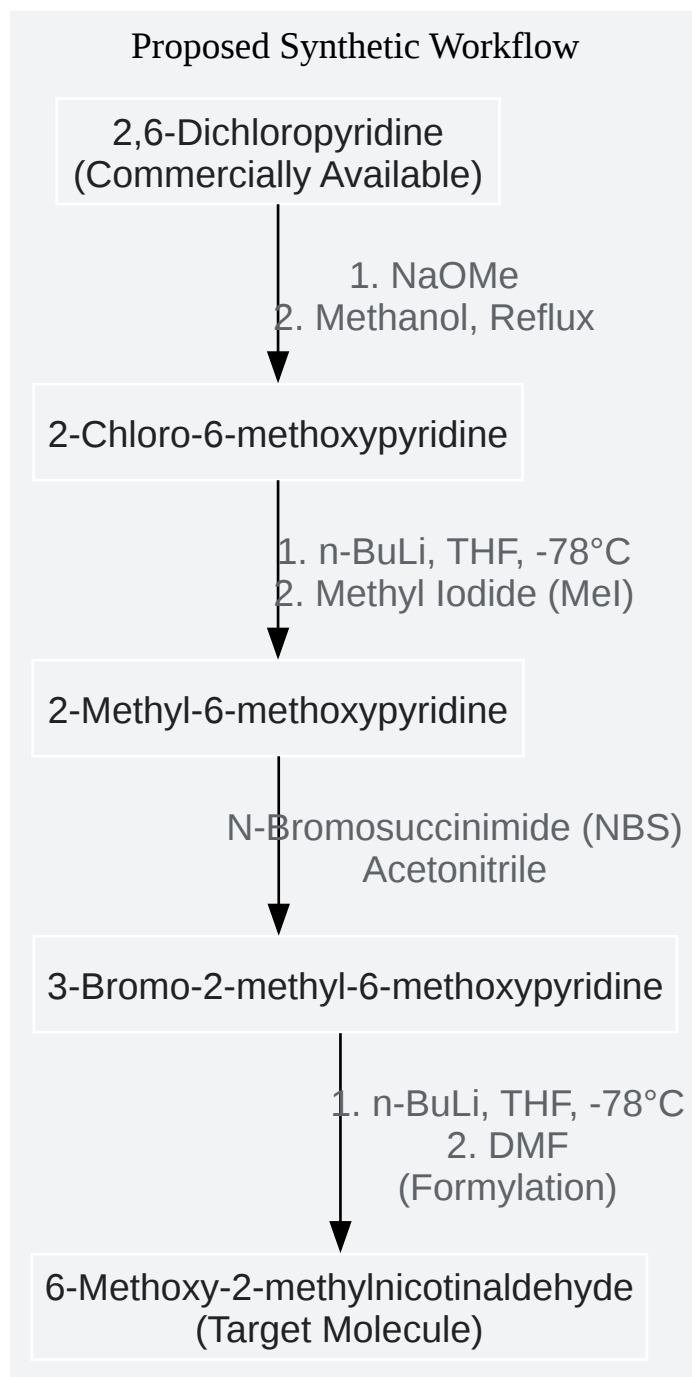 Proposed Synthetic Workflow
2,6-Dichloropyridine
(Commercially Available)
1. NaOMe
2. Methanol, Reflux
2-Chloro-6-methoxypyridine
1. n-BuLi, THF, -78°C
2. Methyl Iodide (MeI)
2-Methyl-6-methoxypyridine
N-Bromosuccinimide (NBS)
Acetonitrile
3-Bromo-2-methyl-6-methoxypyridine
1. n-BuLi, THF, -78°C
2. DMF
(Formylation)
6-Methoxy-2-methylnicotinaldehyde
(Target Molecule)